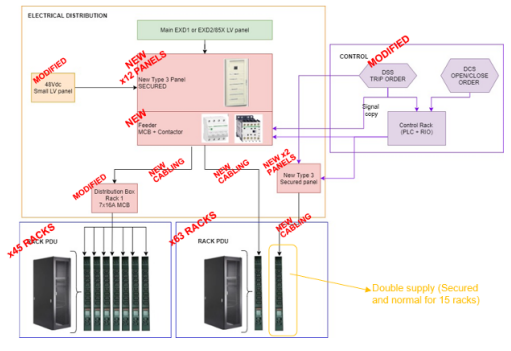 ELECTRICAL DISTRIBUTION
Main EXD1 or EXD2/85X LV panel
MODIFIED
48Vdc
Small LV panel
NEW
x12 PANELS
New Type 3 Panel
SECURED
NEW
Feeder
MCB + Contactor
CONTROL
MODIFIED
DSS
TRIP ORDER
DCS
OPEN/CLOSE
ORDER
Signal
copy
Control Rack
(PLC + RIO)
MODIFIED
NEW
CABLING
NEW
CABLING
NEW x2
PANELS
Distribution Box
Rack 1
7x16A MCB
New Type 3
Secured panel
NEW
CABLING
x45 RACKS
RACK PDU
x63 RACKS
RACK PDU
Double supply (Secured
and normal for 15 racks)